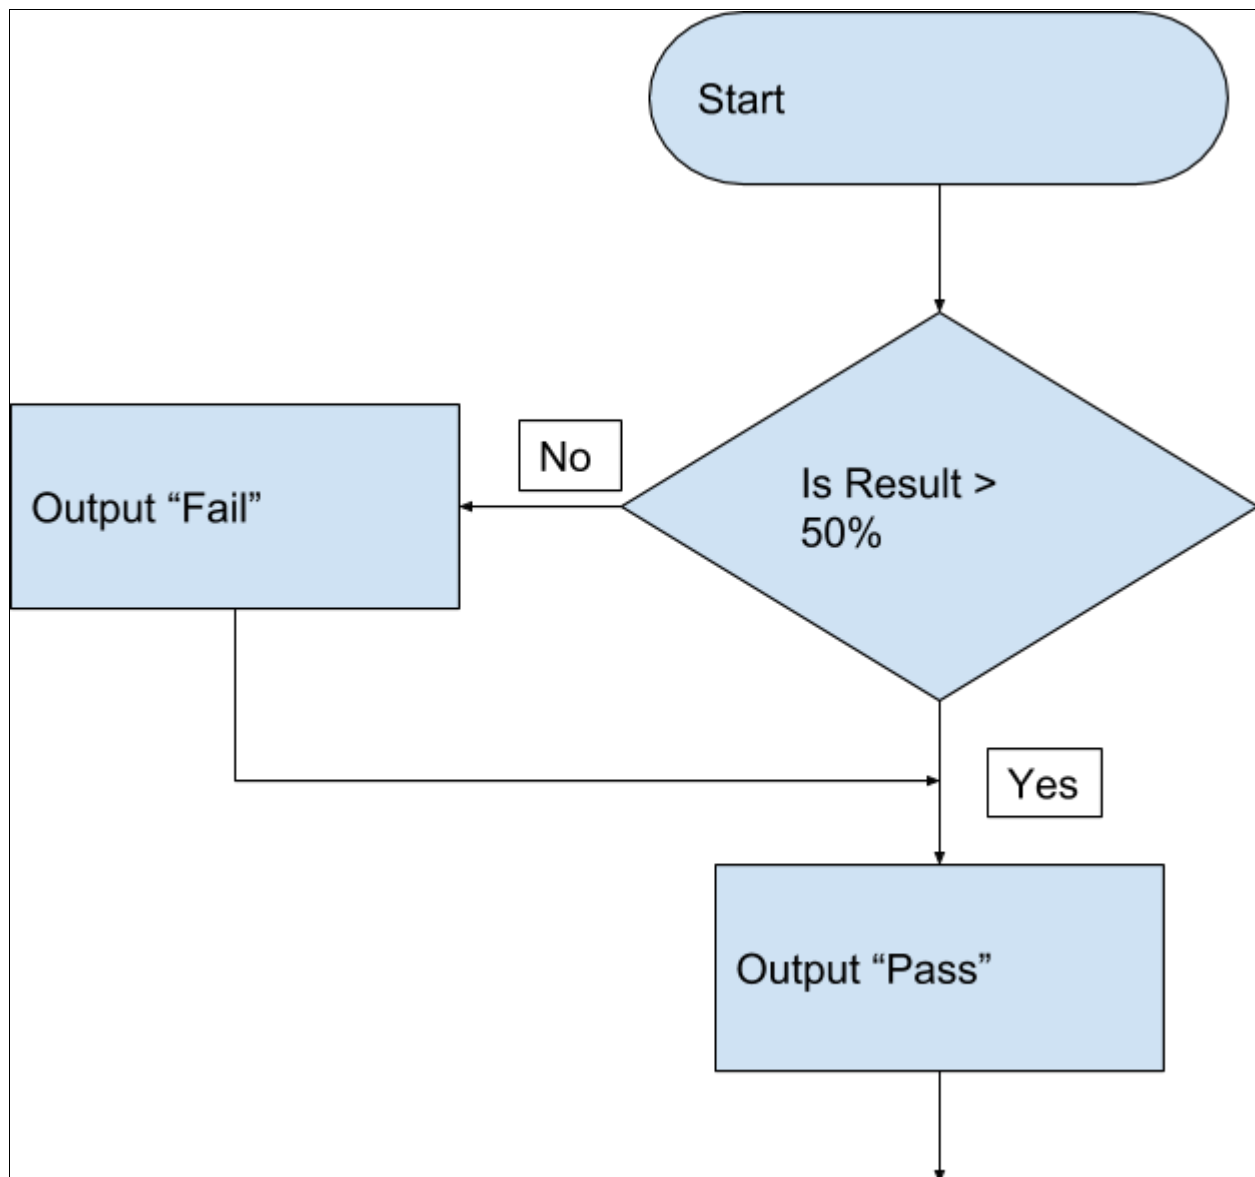 Start
No
Is Result >
50%
Output “Fail”
Yes
Output “Pass”